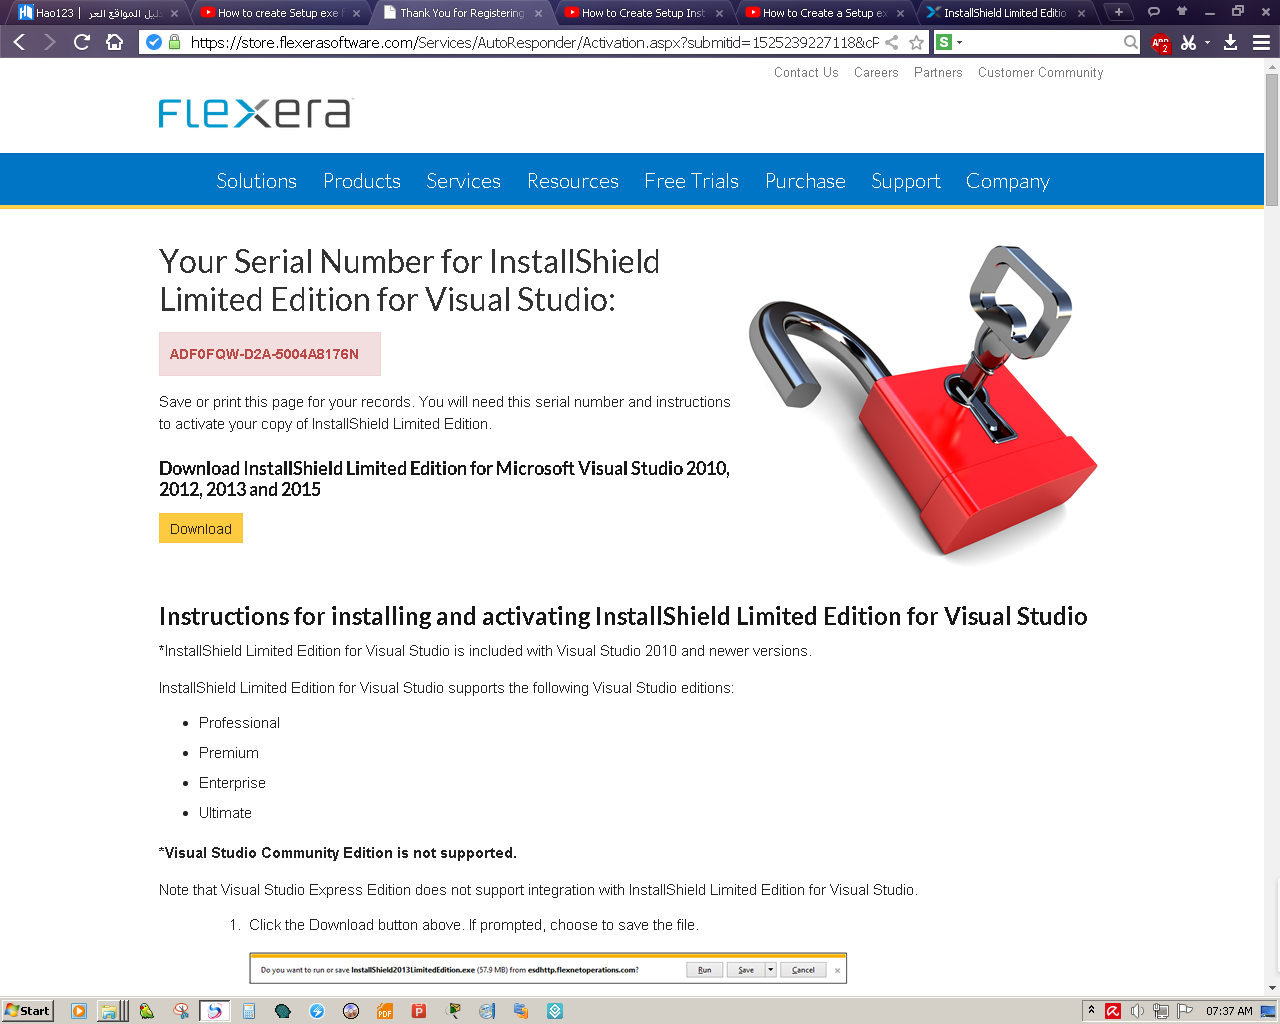 Hao123 | دليل المواقع العر
How to create Setup exe f
Thank You for Registering
How to Create Setup Inst
How to Create a Setup ex
InstallShield Limited Editio
https://store.flexerasoftware.com/Services/AutoResponder/Activation.aspx?submitid=1525239227118&cP
S
ABP
2
Contact Us Careers Partners Customer Community
FLEXERA
Solutions Products Services Resources Free Trials Purchase Support Company
Your Serial Number for InstallShield
Limited Edition for Visual Studio:
ADF0FQW-D2A-5004A8176N
Save or print this page for your records. You will need this serial number and instructions
to activate your copy of InstallShield Limited Edition.
Download InstallShield Limited Edition for Microsoft Visual Studio 2010,
2012, 2013 and 2015
Download
Instructions for installing and activating InstallShield Limited Edition for Visual Studio
*InstallShield Limited Edition for Visual Studio is included with Visual Studio 2010 and newer versions.
InstallShield Limited Edition for Visual Studio supports the following Visual Studio editions:
• Professional
• Premium
• Enterprise
• Ultimate
*Visual Studio Community Edition is not supported.
Note that Visual Studio Express Edition does not support integration with InstallShield Limited Edition for Visual Studio.
1. Click the Download button above. If prompted, choose to save the file.
Do you want to run or save InstallShield2013LimitedEdition.exe (57.9 MB) from esdhttp.flexnetoperations.com? Run Save Cancel
Start
PDF
07:37 AM